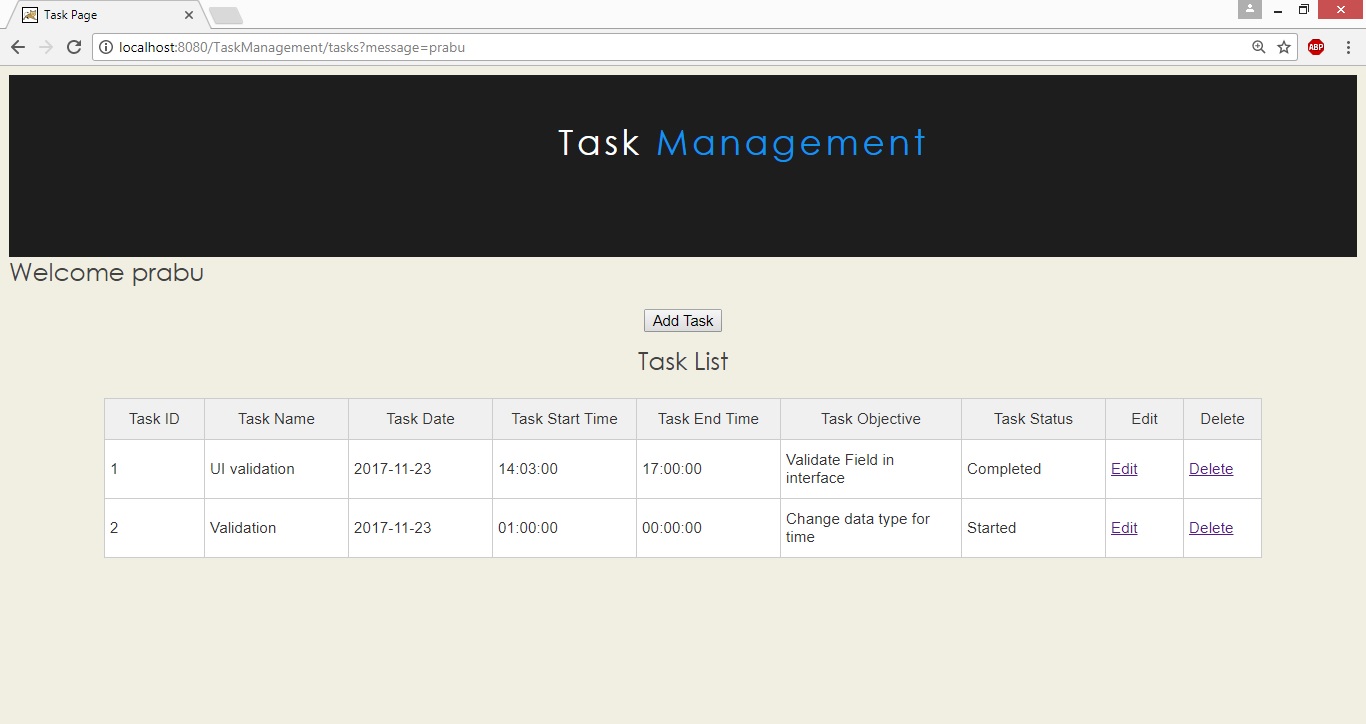 Task Page
localhost:8080/TaskManagement/tasks?message=prabu
ABP
Task Management
Welcome prabu
Add Task
Task List
Task ID Task Name Task Date Task Start Time Task End Time Task Objective Task Status Edit Delete
1 UI validation 2017-11-23 14:03:00 17:00:00 Validate Field in interface Completed Edit Delete
2 Validation 2017-11-23 01:00:00 00:00:00 Change data type for time Started Edit Delete